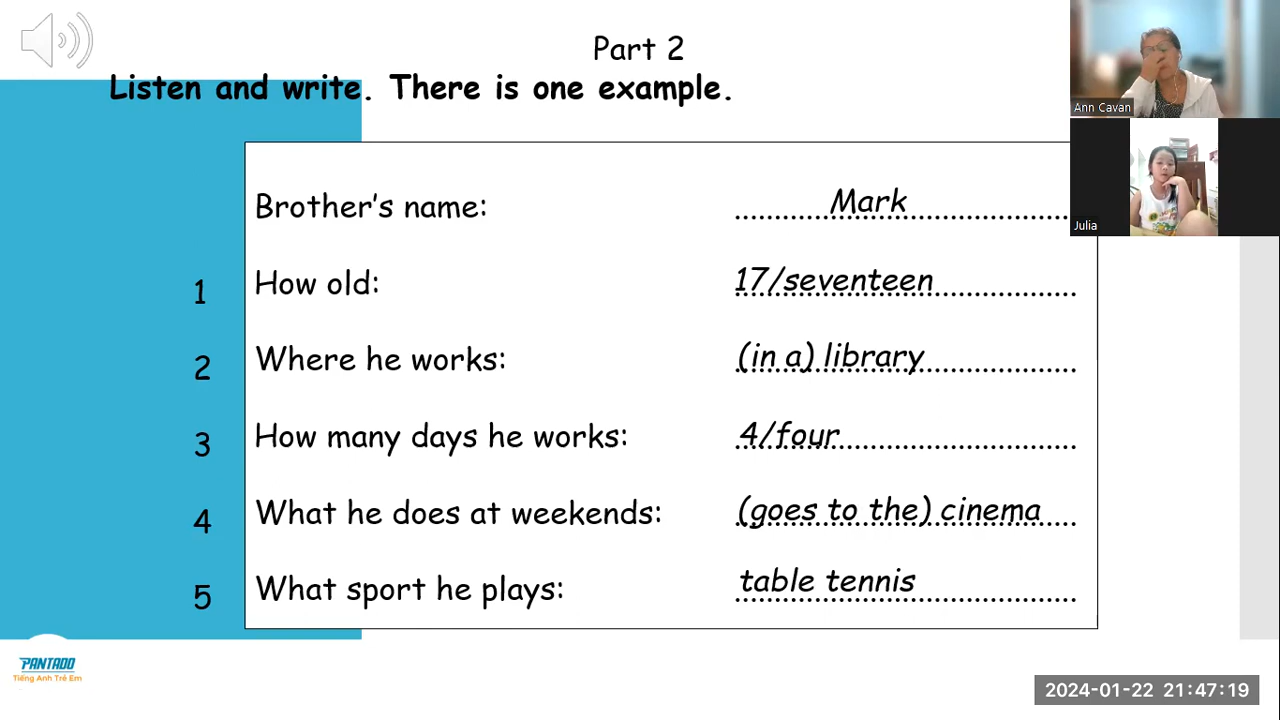 Part 2
Listen and write. There is one example.
Ann Cavan
Julia
Brother's name: Mark
1 How old: 17/seventeen
2 Where he works: (in a) library
3 How many days he works: 4/four
4 What he does at weekends: (goes to the) cinema
5 What sport he plays: table tennis
PANTADO
Tiếng Anh Trẻ Em
2024-01-22 21:47:19